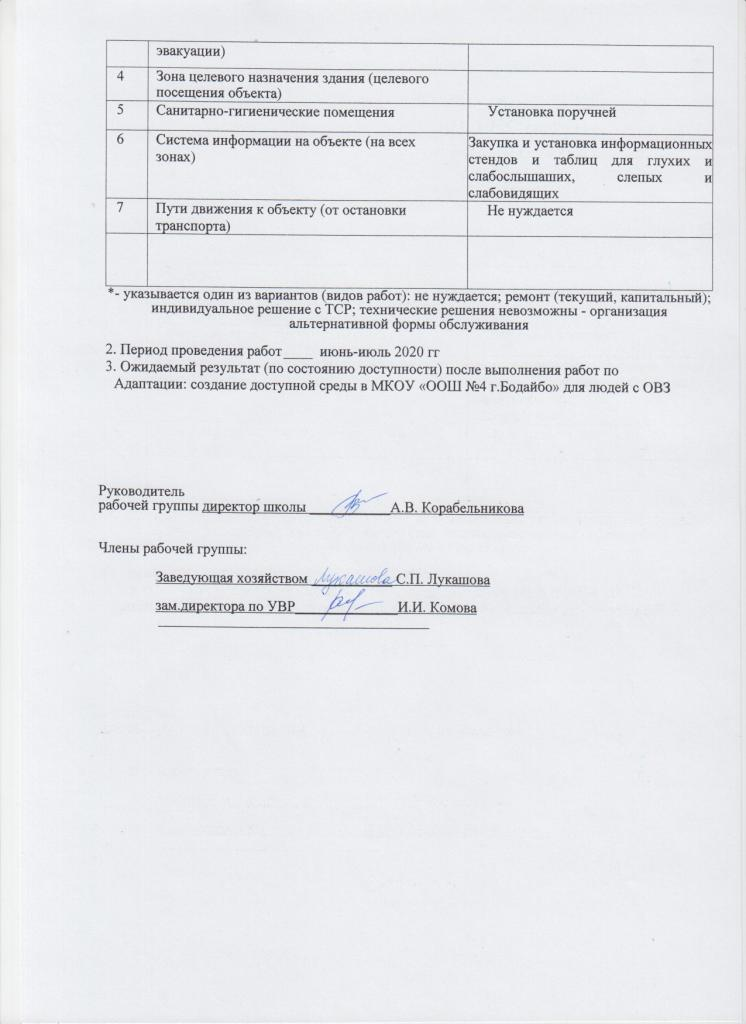 эвакуации)
4 Зона целевого назначения здания (целевого
посещения объекта)
5 Санитарно-гигиенические помещения Установка поручней
6 Система информации на объекте (на всех
зонах)
Закупка и установка информационных
стендов и таблиц для глухих и
слабослышаших, слепых и
слабовидящих
7 Пути движения к объекту (от остановки
транспорта)
Не нуждается
*- указывается один из вариантов (видов работ): не нуждается; ремонт (текущий, капитальный);
индивидуальное решение с ТСР; технические решения невозможны - организация
альтернативной формы обслуживания
2. Период проведения работ____ июнь-июль 2020 гг
3. Ожидаемый результат (по состоянию доступности) после выполнения работ по
Адаптации: создание доступной среды в МКОУ «ООШ №4 г.Бодайбо» для людей с ОВЗ
Руководитель
рабочей группы директор школы ___________А.В. Корабельникова
Члены рабочей группы:
Заведующая хозяйством Лукашова С.П. Лукашова
зам.директора по УВР______________И.И. Комова